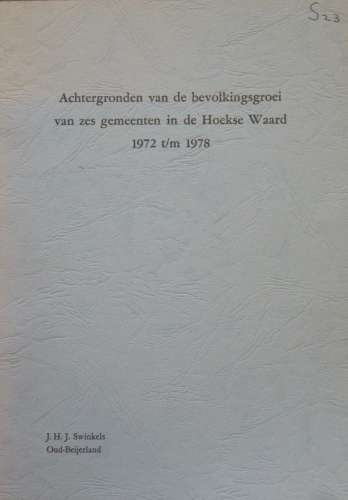 S23
Achtergronden van de bevolkingsgroei
van zes gemeenten in de Hoekse Waard
1972 t/m 1978
J. H. J. Swinkels
Oud-Beijerland